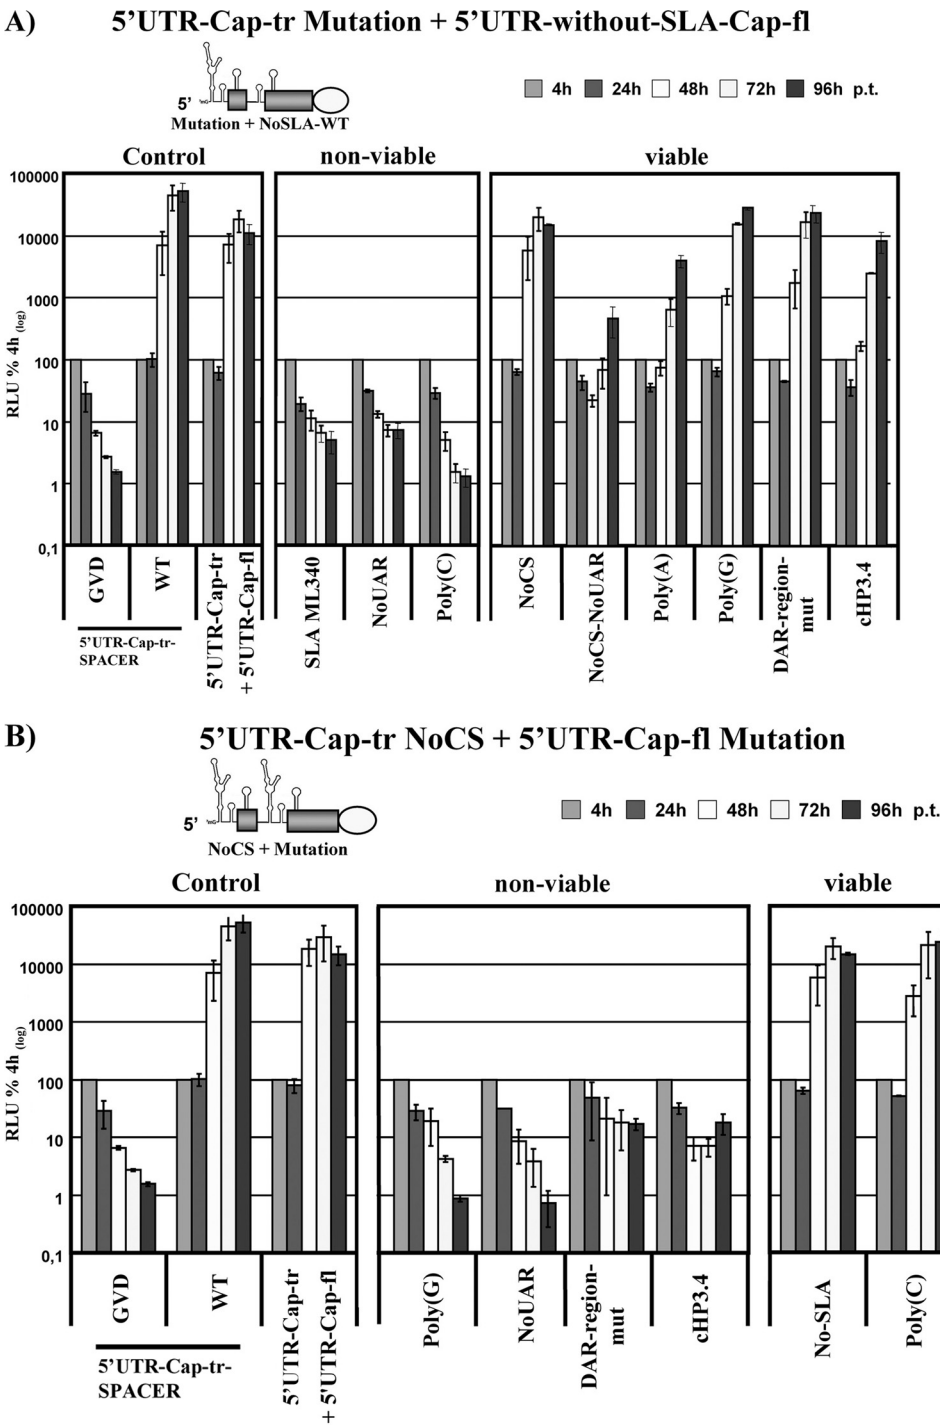 A) 5’UTR-Cap-tr Mutation + 5’UTR-without-SLA-Cap-fl
5’
Mutation + NoSLA-WT
4h 24h 48h 72h 96h p.t.
Control non-viable viable
RLU % 4h (log)
100000
10000
1000
100
10
1
0,1
GVD
WT
5’UTR-Cap-tr
+ 5'UTR-Cap-fl
SLA ML340
NoUAR
Poly(C)
NoCS
NoCS-NoUAR
Poly(A)
Poly(G)
DAR-region-
mut
cHP3.4
5’UTR-Cap-tr-
SPACER
B) 5’UTR-Cap-tr NoCS + 5’UTR-Cap-fl Mutation
5’
NoCS + Mutation
4h 24h 48h 72h 96h p.t.
Control non-viable viable
RLU % 4h (log)
100000
10000
1000
100
10
1
0,1
GVD
WT
5’UTR-Cap-tr
+ 5'UTR-Cap-fl
Poly(G)
NoUAR
DAR-region-
mut
cHP3.4
No-SLA
Poly(C)
5’UTR-Cap-tr-
SPACER